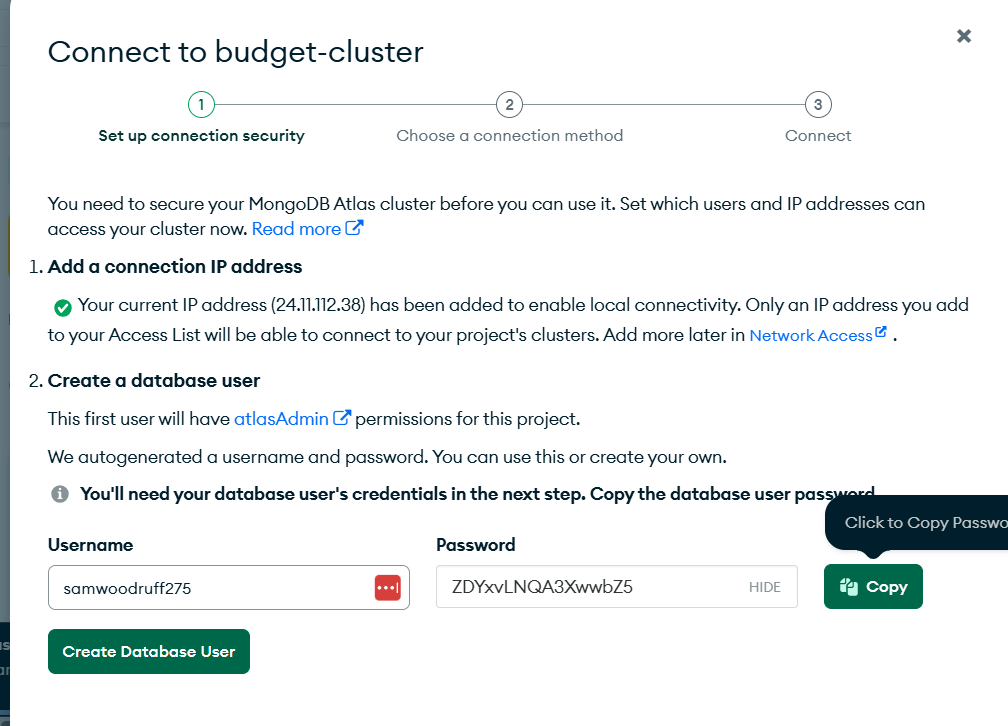 Connect to budget-cluster
1
2
3
Set up connection security
Choose a connection method
Connect
You need to secure your MongoDB Atlas cluster before you can use it. Set which users and IP addresses can
access your cluster now. Read more
1. Add a connection IP address
Your current IP address (24.11.112.38) has been added to enable local connectivity. Only an IP address you add
to your Access List will be able to connect to your project's clusters. Add more later in Network Access .
2. Create a database user
This first user will have atlasAdmin permissions for this project.
We autogenerated a username and password. You can use this or create your own.
You'll need your database user's credentials in the next step. Copy the database user password
Click to Copy Passwo
Username
Password
samwoodruff275
ZDYxvLNQA3XwwbZ5
HIDE
Copy
Create Database User